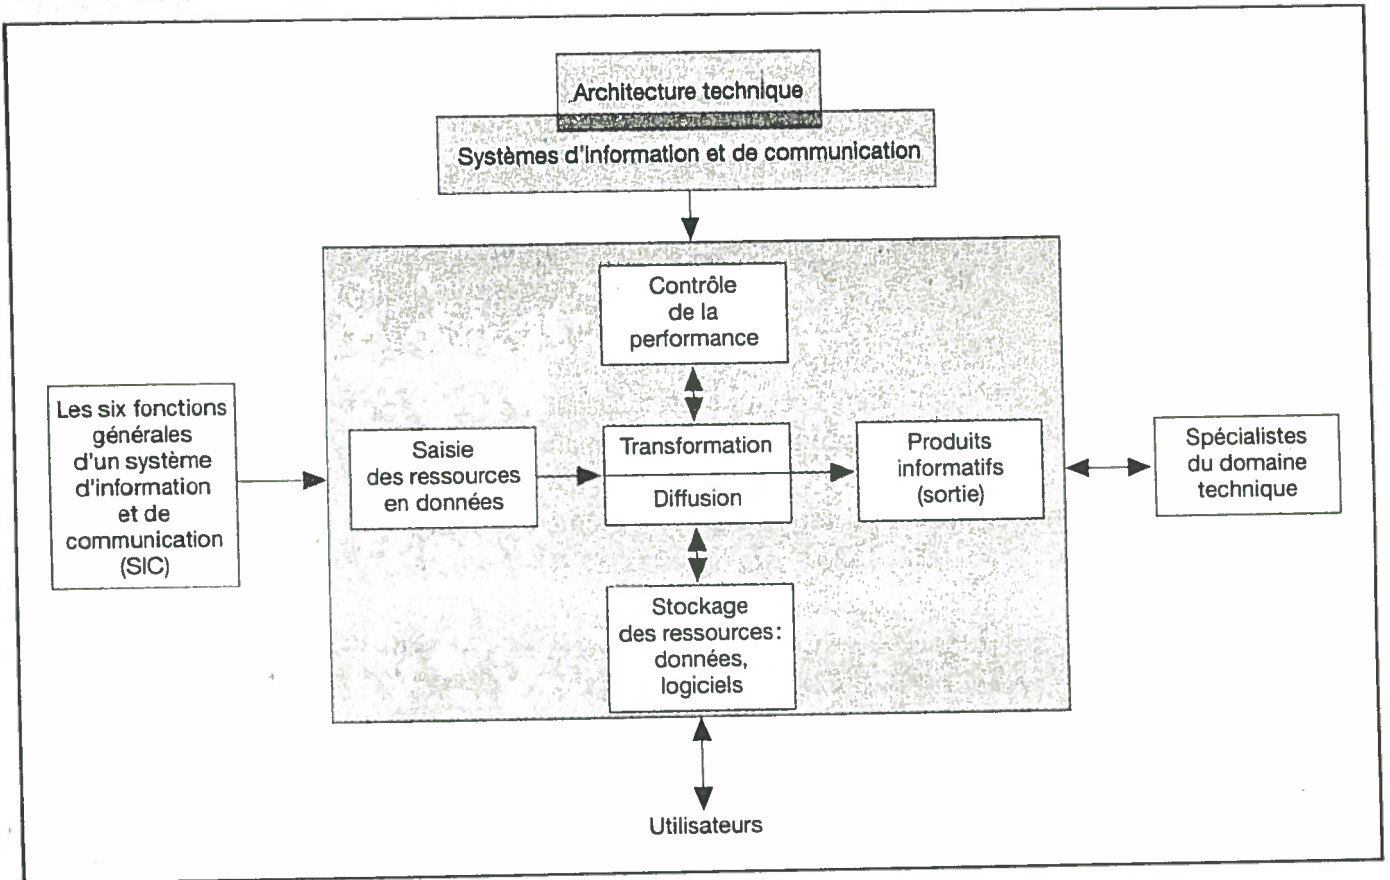 Architecture technique
Systèmes d'information et de communication
Contrôle
de la
performance
Les six fonctions
générales
d'un système
d'information
et de
communication
(SIC)
Saisie
des ressources
en données
Transformation
Diffusion
Produits
informatifs
(sortie)
Spécialistes
du domaine
technique
Stockage
des ressources :
données,
logiciels
Utilisateurs